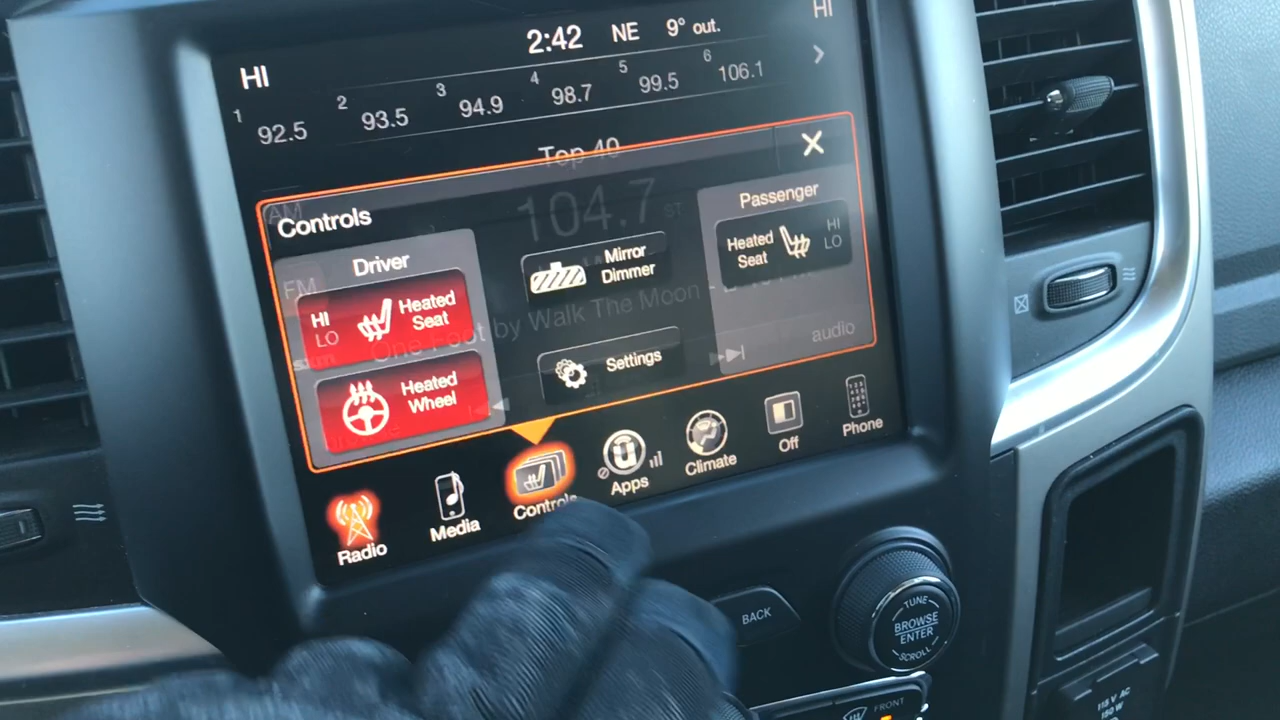 HI
2:42 NE 9° out.
HI
1 92.5 2 93.5 3 94.9 4 98.7 5 99.5 6 106.1
Top 40
104.7
ST
AM
FM
One Foot by Walk The Moon
audio
Controls
Driver
HI
LO
Heated
Seat
Heated
Wheel
Mirror
Dimmer
Settings
Passenger
Heated
Seat
HI
LO
Radio
Media
Controls
Apps
Climate
Off
Phone
BACK
TUNE
BROWSE
ENTER
SCROLL
FRONT
115 V AC
150 W